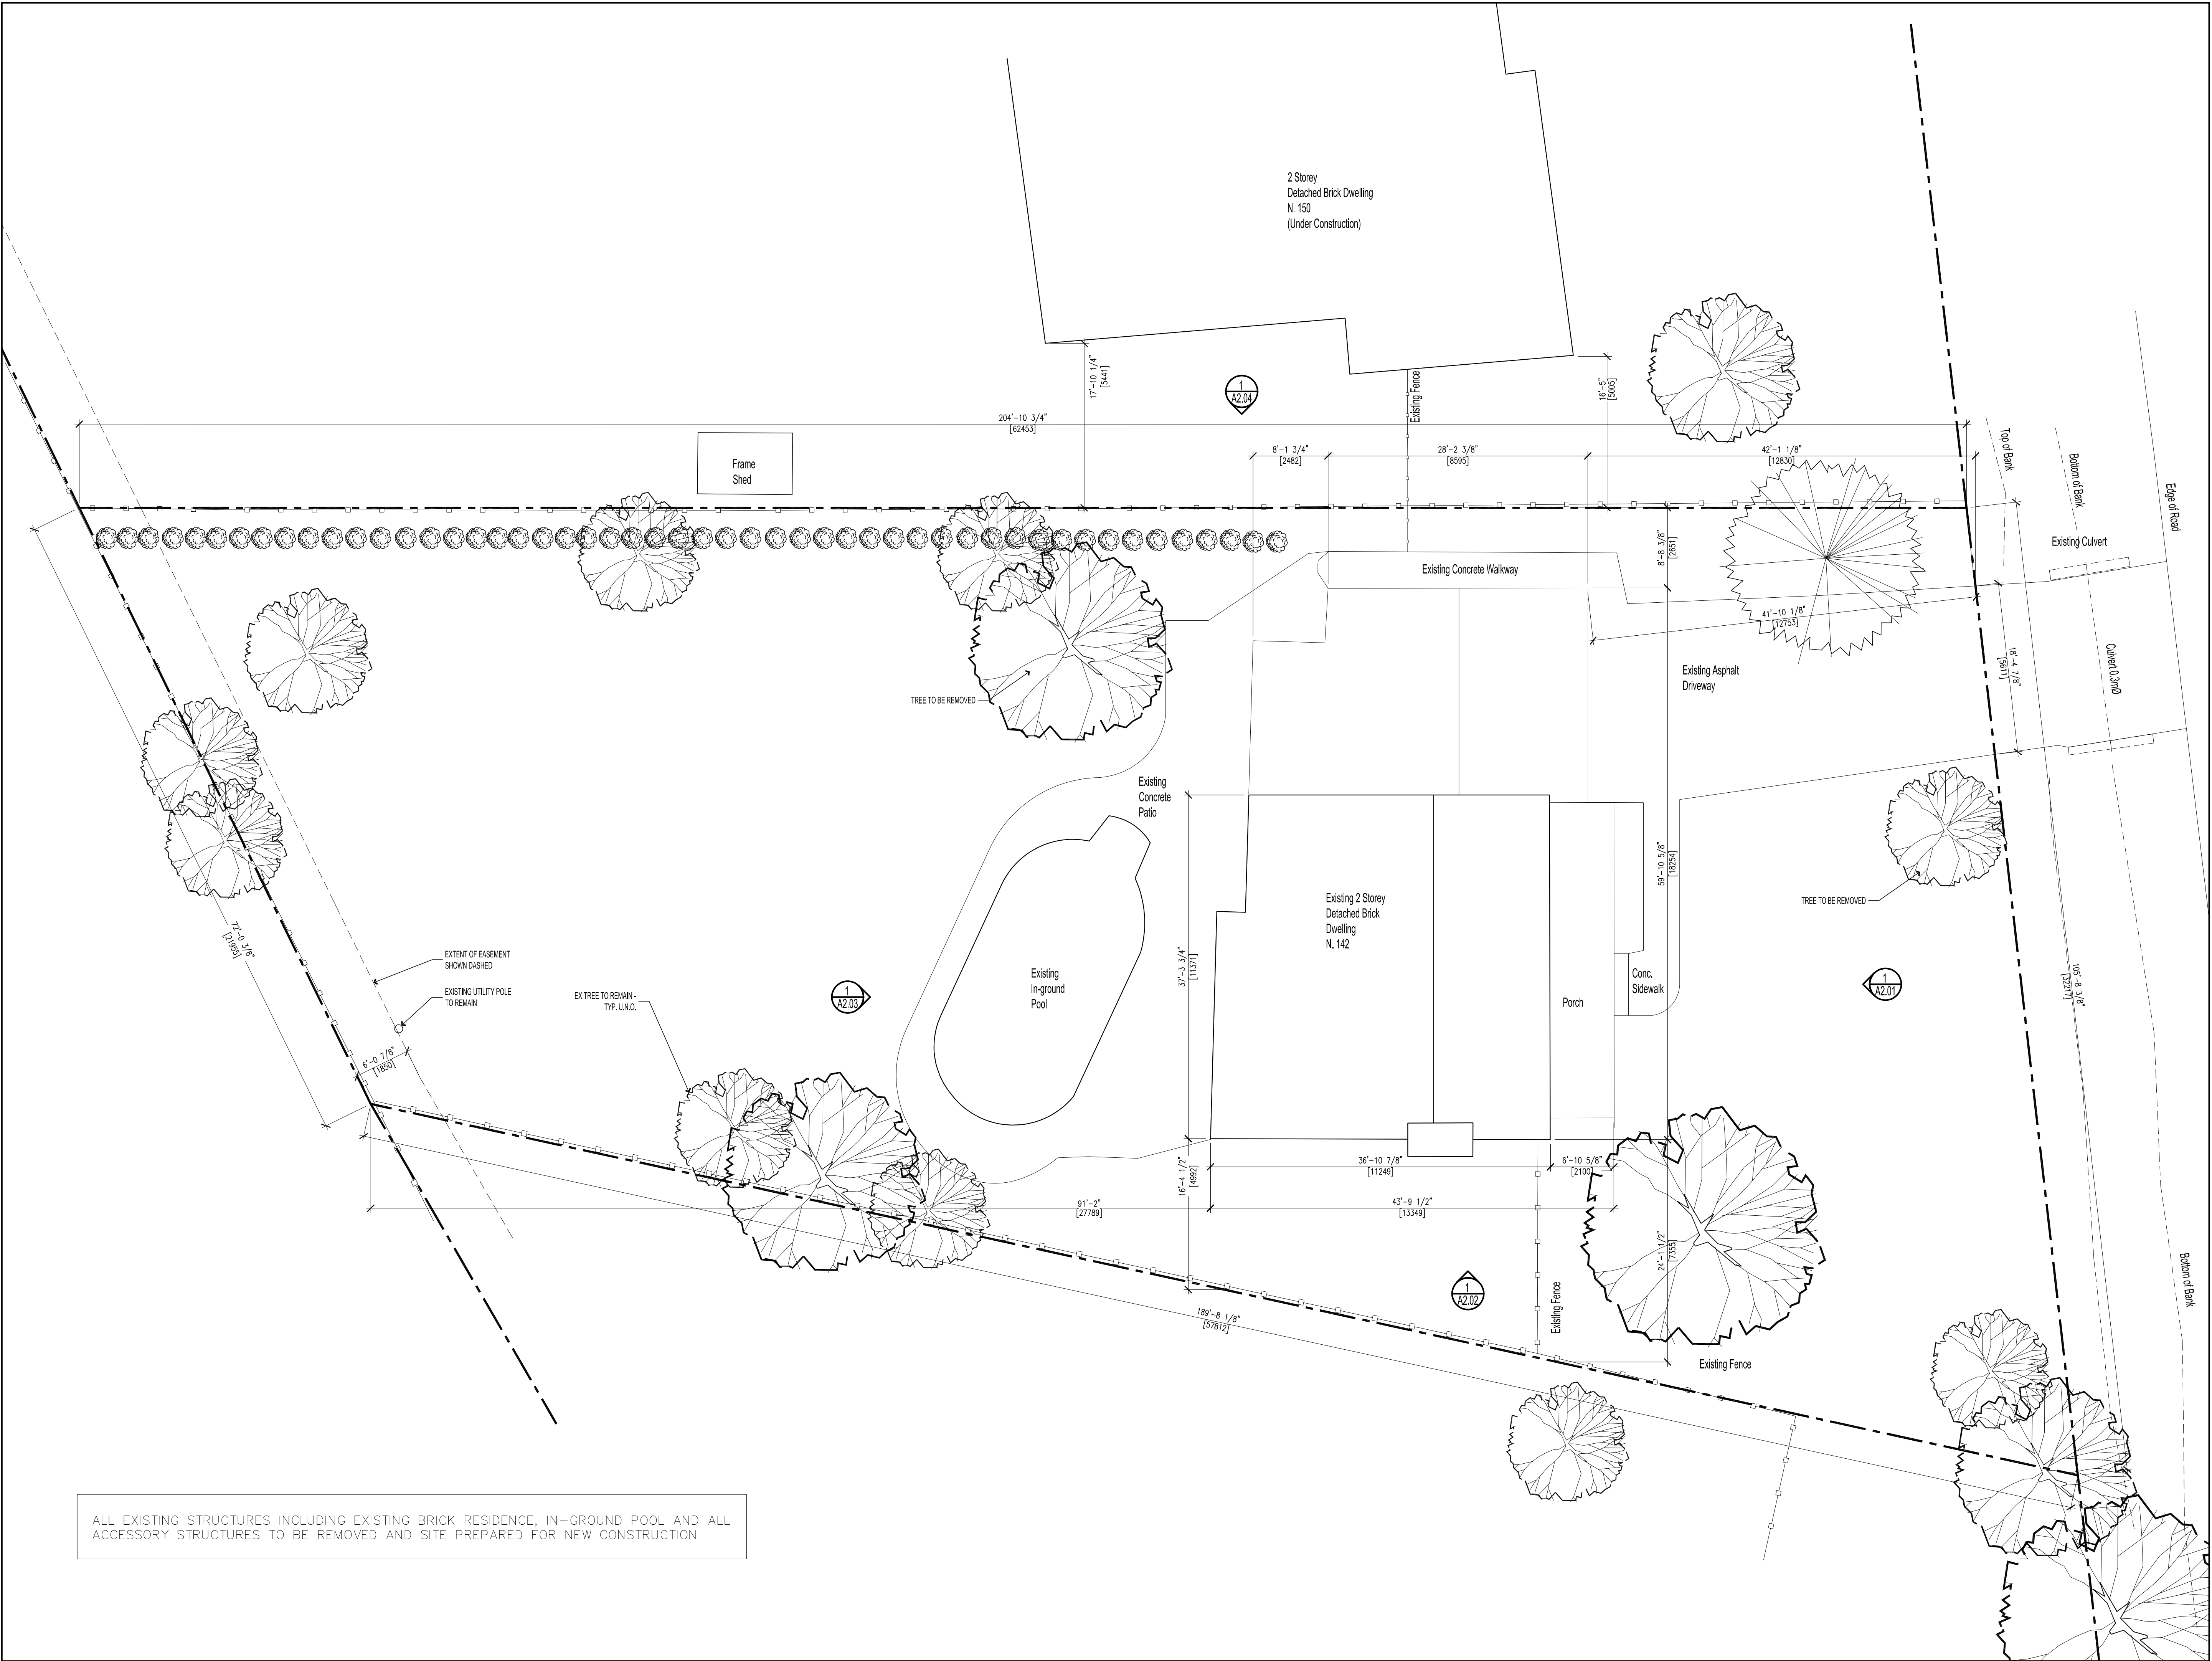 2 Storey
Detached Brick Dwelling
N. 150
(Under Construction)
17'-10 1/4"
[5441]
1
A2.04
Existing Fence
16'-5"
[5005]
204'-10 3/4"
[62453]
8'-1 3/4"
[2482]
28'-2 3/8"
[8595]
42'-1 1/8"
[12830]
Top of Bank
Bottom of Bank
Edge of Road
Frame
Shed
8'-8 3/8"
[2651]
Existing Culvert
Existing Concrete Walkway
41'-10 1/8"
[12753]
18'-4 7/8"
[5611]
Culvert 0.3mØ
Existing Asphalt
Driveway
TREE TO BE REMOVED
Existing
Concrete
Patio
59'-10 5/8"
[18254]
TREE TO BE REMOVED
Existing 2 Storey
Detached Brick
Dwelling
N. 142
72'-0 3/8"
[21955]
EXTENT OF EASEMENT
SHOWN DASHED
EXISTING UTILITY POLE
TO REMAIN
EX TREE TO REMAIN -
TYP. U.N.O.
1
A2.03
Existing
In-ground
Pool
37'-3 3/4"
[11371]
Porch
Conc.
Sidewalk
1
A2.01
105'-8 3/8"
[32217]
6'-0 7/8"
[1850]
36'-10 7/8"
[11249]
6'-10 5/8"
[2100]
16'-4 1/2"
[4992]
91'-2"
[27789]
43'-9 1/2"
[13349]
24'-1 1/2"
[7355]
1
A2.02
Existing Fence
Bottom of Bank
189'-8 1/8"
[57812]
Existing Fence
ALL EXISTING STRUCTURES INCLUDING EXISTING BRICK RESIDENCE, IN-GROUND POOL AND ALL
ACCESSORY STRUCTURES TO BE REMOVED AND SITE PREPARED FOR NEW CONSTRUCTION